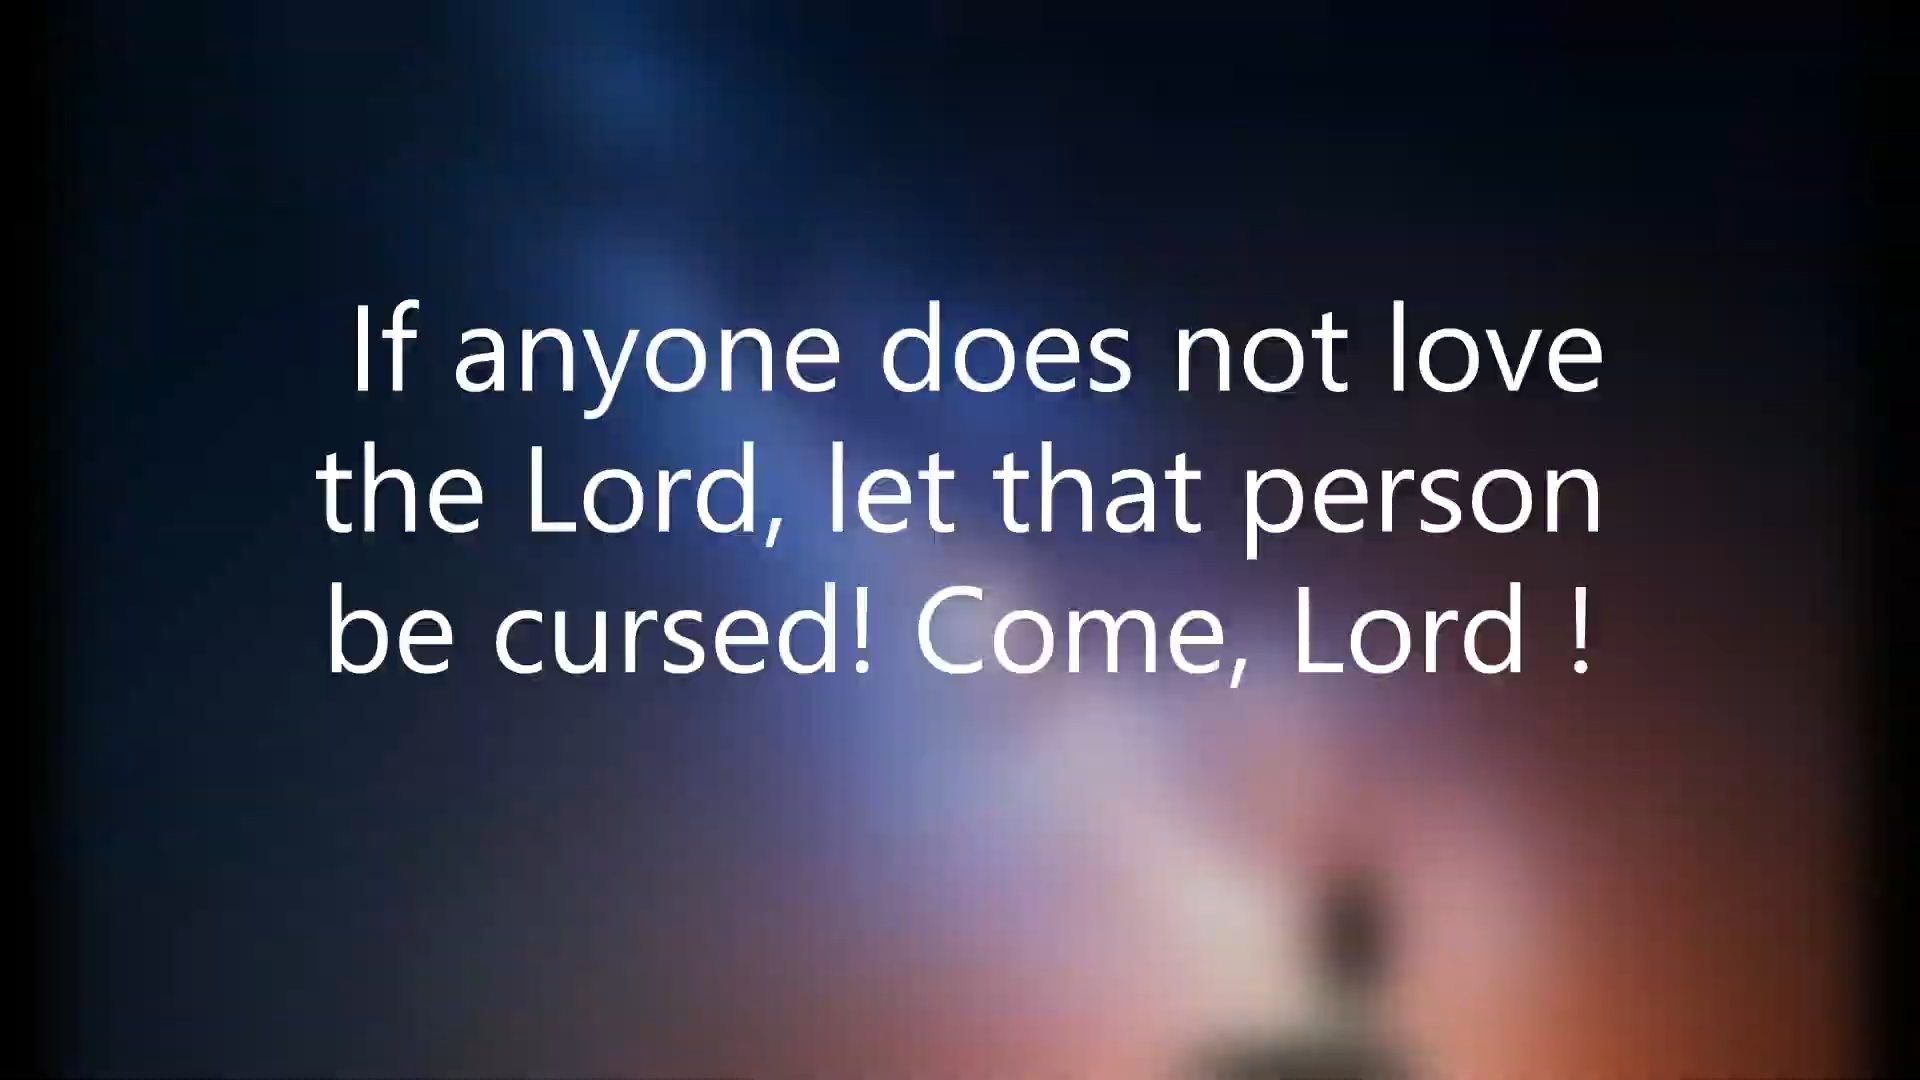 If anyone does not love
the Lord, let that person
be cursed! Come, Lord !